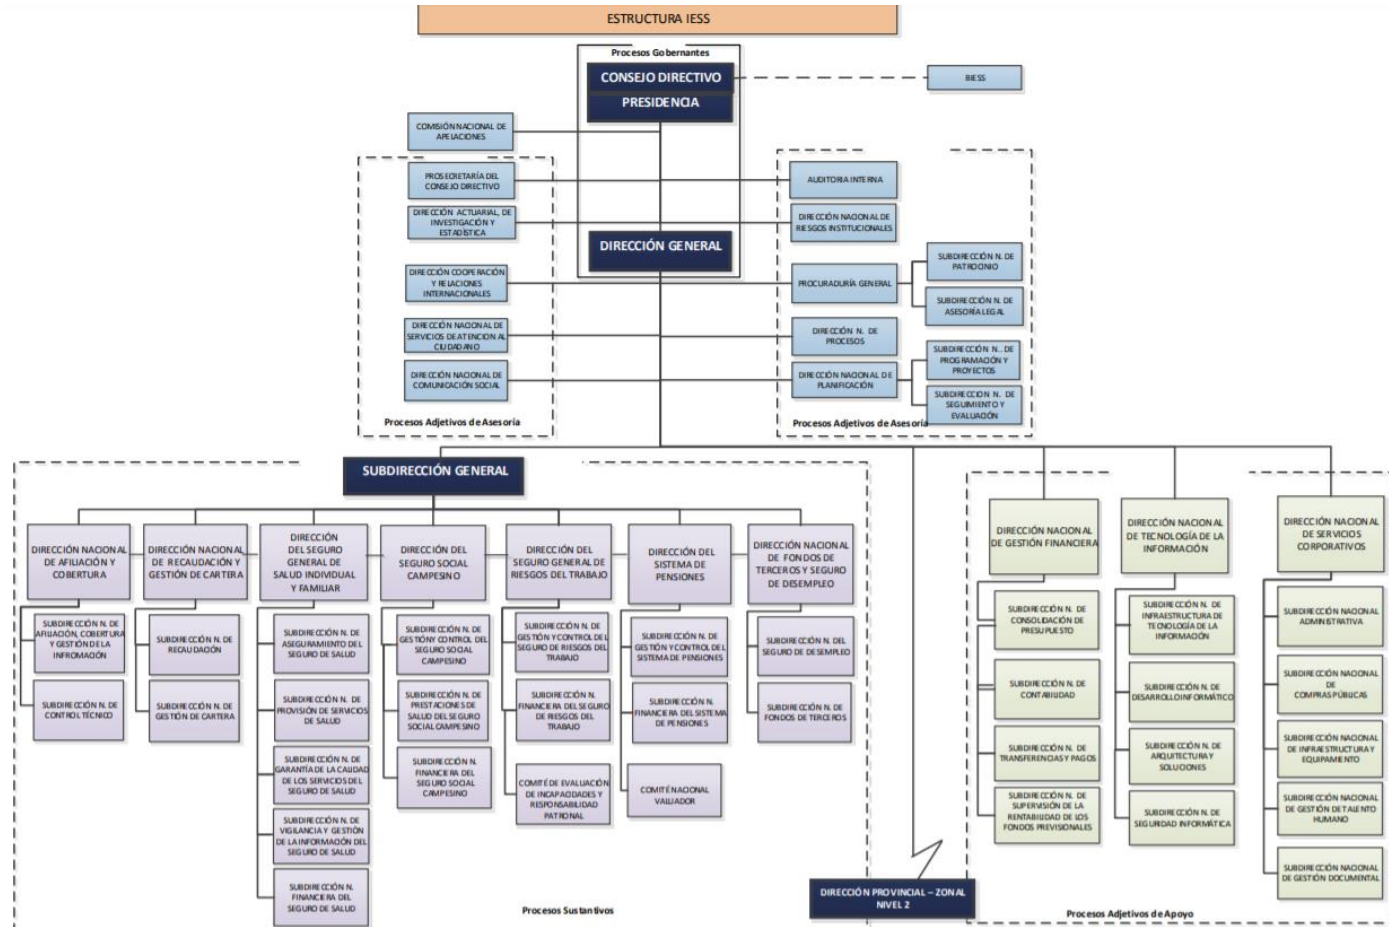 ESTRUCTURA IESS
Procesos Gobernantes
CONSEJO DIRECTIVO
PRESIDENCIA
BIESS
COMISIÓN NACIONAL DE
APELACIONES
PROSECRETARÍA DEL
CONSEJO DIRECTIVO
AUDITORIA INTERNA
DIRECCIÓN ACTUARIAL, DE
INVESTIGACIÓN Y
ESTADÍSTICA
DIRECCIÓN NACIONAL DE
RIESGOS INSTITUCIONALES
DIRECCIÓN GENERAL
DIRECCIÓN COOPERACIÓN
Y RELACIONES
INTERNACIONALES
PROCURADURÍA GENERAL
SUBDIRECCIÓN N. DE
PATROCINIO
SUBDIRECCIÓN N. DE
ASESORÍA LEGAL
DIRECCIÓN NACIONAL DE
SERVICIOS DE ATENCION AL
CIUDADANO
DIRECCIÓN N. DE
PROCESOS
DIRECCIÓN NACIONAL DE
COMUNICACIÓN SOCIAL
DIRECCIÓN NACIONAL DE
PLANIFICACIÓN
SUBDIRECCIÓN N.. DE
PROGRAMACIÓN Y
PROYECTOS
SUBDIRECCION N. DE
SEGUIMIENTO Y
EVALUACIÓN
Procesos Adjetivos de Asesoría
Procesos Adjetivos de Asesoría
SUBDIRECCIÓN GENERAL
DIRECCIÓN NACIONAL
DE AFILIACIÓN Y
COBERTURA
SUBDIRECCIÓN N. DE
AFILIACIÓN, COBERTURA
Y GESTIÓN DE LA
INFROMACIÓN
SUBDIRECCIÓN N. DE
CONTROL TÉCNICO
DIRECCIÓN NACIONAL
DE RECAUDACIÓN Y
GESTIÓN DE CARTERA
SUBDIRECCIÓN N. DE
RECAUDACIÓN
SUBDIRECCIÓN N. DE
GESTIÓN DE CARTERA
DIRECCIÓN
DEL SEGURO
GENERAL DE
SALUD INDIVIDUAL
Y FAMILIAR
SUBDIRECCIÓN N. DE
ASEGURAMIENTO DEL
SEGURO DE SALUD
SUBDIRECCIÓN N. DE
PROVISIÓN DE SERVICIOS
DE SALUD
SUBDIRECCIÓN N. DE
GARANTÍA DE LA CALIDAD
DE LOS SERVICIOS DEL
SEGURO DE SALUD
SUBDIRECCIÓN N. DE
VIGILANCIA Y GESTIÓN
DE LA INFORMACIÓN DEL
SEGURO DE SALUD
SUBDIRECCIÓN N.
FINANCIERA DEL
SEGURO DE SALUD
DIRECCIÓN DEL
SEGURO SOCIAL
CAMPESINO
SUBDIRECCIÓN N. DE
GESTIÓNY CONTROL DEL
SEGURO SOCIAL
CAMPESINO
SUBDIRECCIÓN N. DE
PRESTACIONES DE
SALUD DEL SEGURO
SOCIAL CAMPESINO
SUBDIRECCIÓN N.
FINANCIERA DEL
SEGURO SOCIAL
CAMPESINO
DIRECCIÓN DEL
SEGURO GENERAL DE
RIESGOS DEL TRABAJO
SUBDIRECCIÓN N. DE
GESTIÓN Y CONTROL DEL
SEGURO DE RIESGOS DEL
TRABAJO
SUBDIRECCIÓN N.
FINANCIERA DEL SEGURO
DE RIESGOS DEL
TRABAJO
COMITÉ DE EVALUACIÓN
DE INCAPACIDADES Y
RESPONSABILIDAD
PATRONAL
DIRECCIÓN DEL
SISTEMA DE
PENSIONES
SUBDIRECCIÓN N. DE
GESTIÓN Y CONTROL DEL
SISTEMA DE PENSIONES
SUBDIRECCIÓN N.
FINANCIERA DEL SISTEMA
DE PENSIONES
COMITÉ NACIONAL
VALUADOR
DIRECCIÓN NACIONAL
DE FONDOS DE
TERCEROS Y SEGURO
DE DESEMPLEO
SUBDIRECCIÓN N. DEL
SEGURO DE DESEMPLEO
SUBDIRECCIÓN N. DE
FONDOS DE TERCEROS
Procesos Sustantivos
DIRECCIÓN PROVINCIAL – ZONAL
NIVEL 2
DIRECCIÓN NACIONAL
DE GESTIÓN FINANCIERA
SUBDIRECCIÓN N. DE
CONSOLIDACIÓN DE
PRESUPUESTO
SUBDIRECCIÓN N. DE
CONTABILIDAD
SUBDIRECCIÓN N. DE
TRANSFERENCIAS Y PAGOS
SUBDIRECCIÓN N. DE
SUPERVISIÓN DE LA
RENTABILIDAD DE LOS
FONDOS PREVISIONALES
DIRECCIÓN NACIONAL
DE TECNOLOGÍA DE LA
INFORMACIÓN
SUBDIRECCIÓN N. DE
INFRAESTRUCTURA DE
TECNOLOGÍA DE LA
INFORMACIÓN
SUBDIRECCIÓN N. DE
DESARROLLO INFORMÁTICO
SUBDIRECCIÓN N. DE
ARQUITECTURA Y
SOLUCIONES
SUBDIRECCIÓN N. DE
SEGURIDAD INFORMÁTICA
DIRECCIÓN NACIONAL
DE SERVICIOS
CORPORATIVOS
SUBDIRECCIÓN NACIONAL
ADMINISTRATIVA
SUBDIRECCIÓN NACIONAL
DE
COMPRAS PÚBLICAS
SUBDIRECCIÓN NACIONAL
DE INFRAESTRUCTURA Y
EQUIPAMIENTO
SUBDIRECCIÓN NACIONAL
DE GESTIÓN DE TALENTO
HUMANO
SUBDIRECCIÓN NACIONAL
DE GESTIÓN DOCUMENTAL
Procesos Adjetivos de Apoyo